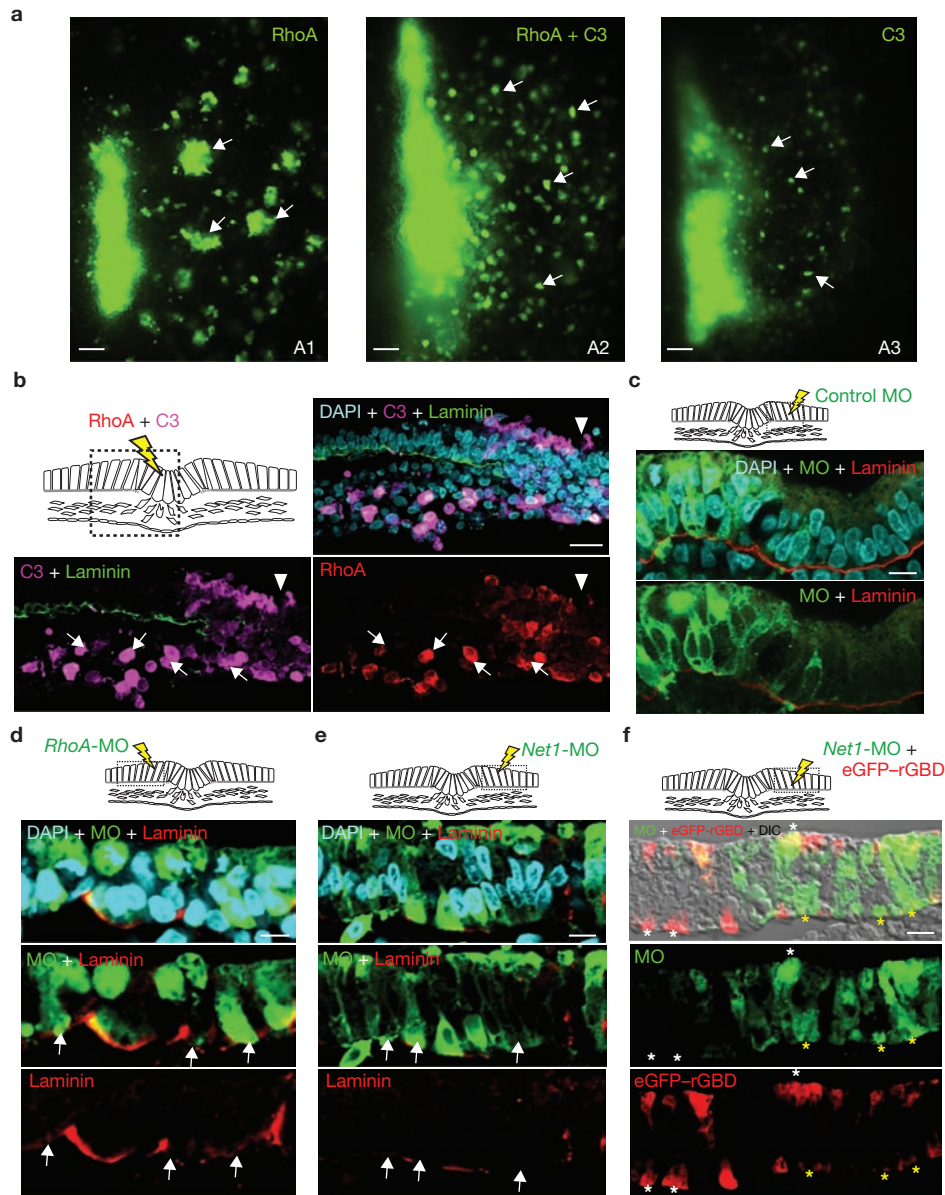 a
RhoA
RhoA + C3
C3
A1
A2
A3
b
RhoA + C3
DAPI + C3 + Laminin
C3 + Laminin
RhoA
c
Control MO
DAPI + MO + Laminin
MO + Laminin
d
RhoA-MO
DAPI + MO + Laminin
MO + Laminin
Laminin
e
Net1-MO
DAPI + MO + Laminin
MO + Laminin
Laminin
f
Net1-MO +
eGFP–rGBD
MO + eGFP-rGBD + DIC
MO
eGFP–rGBD